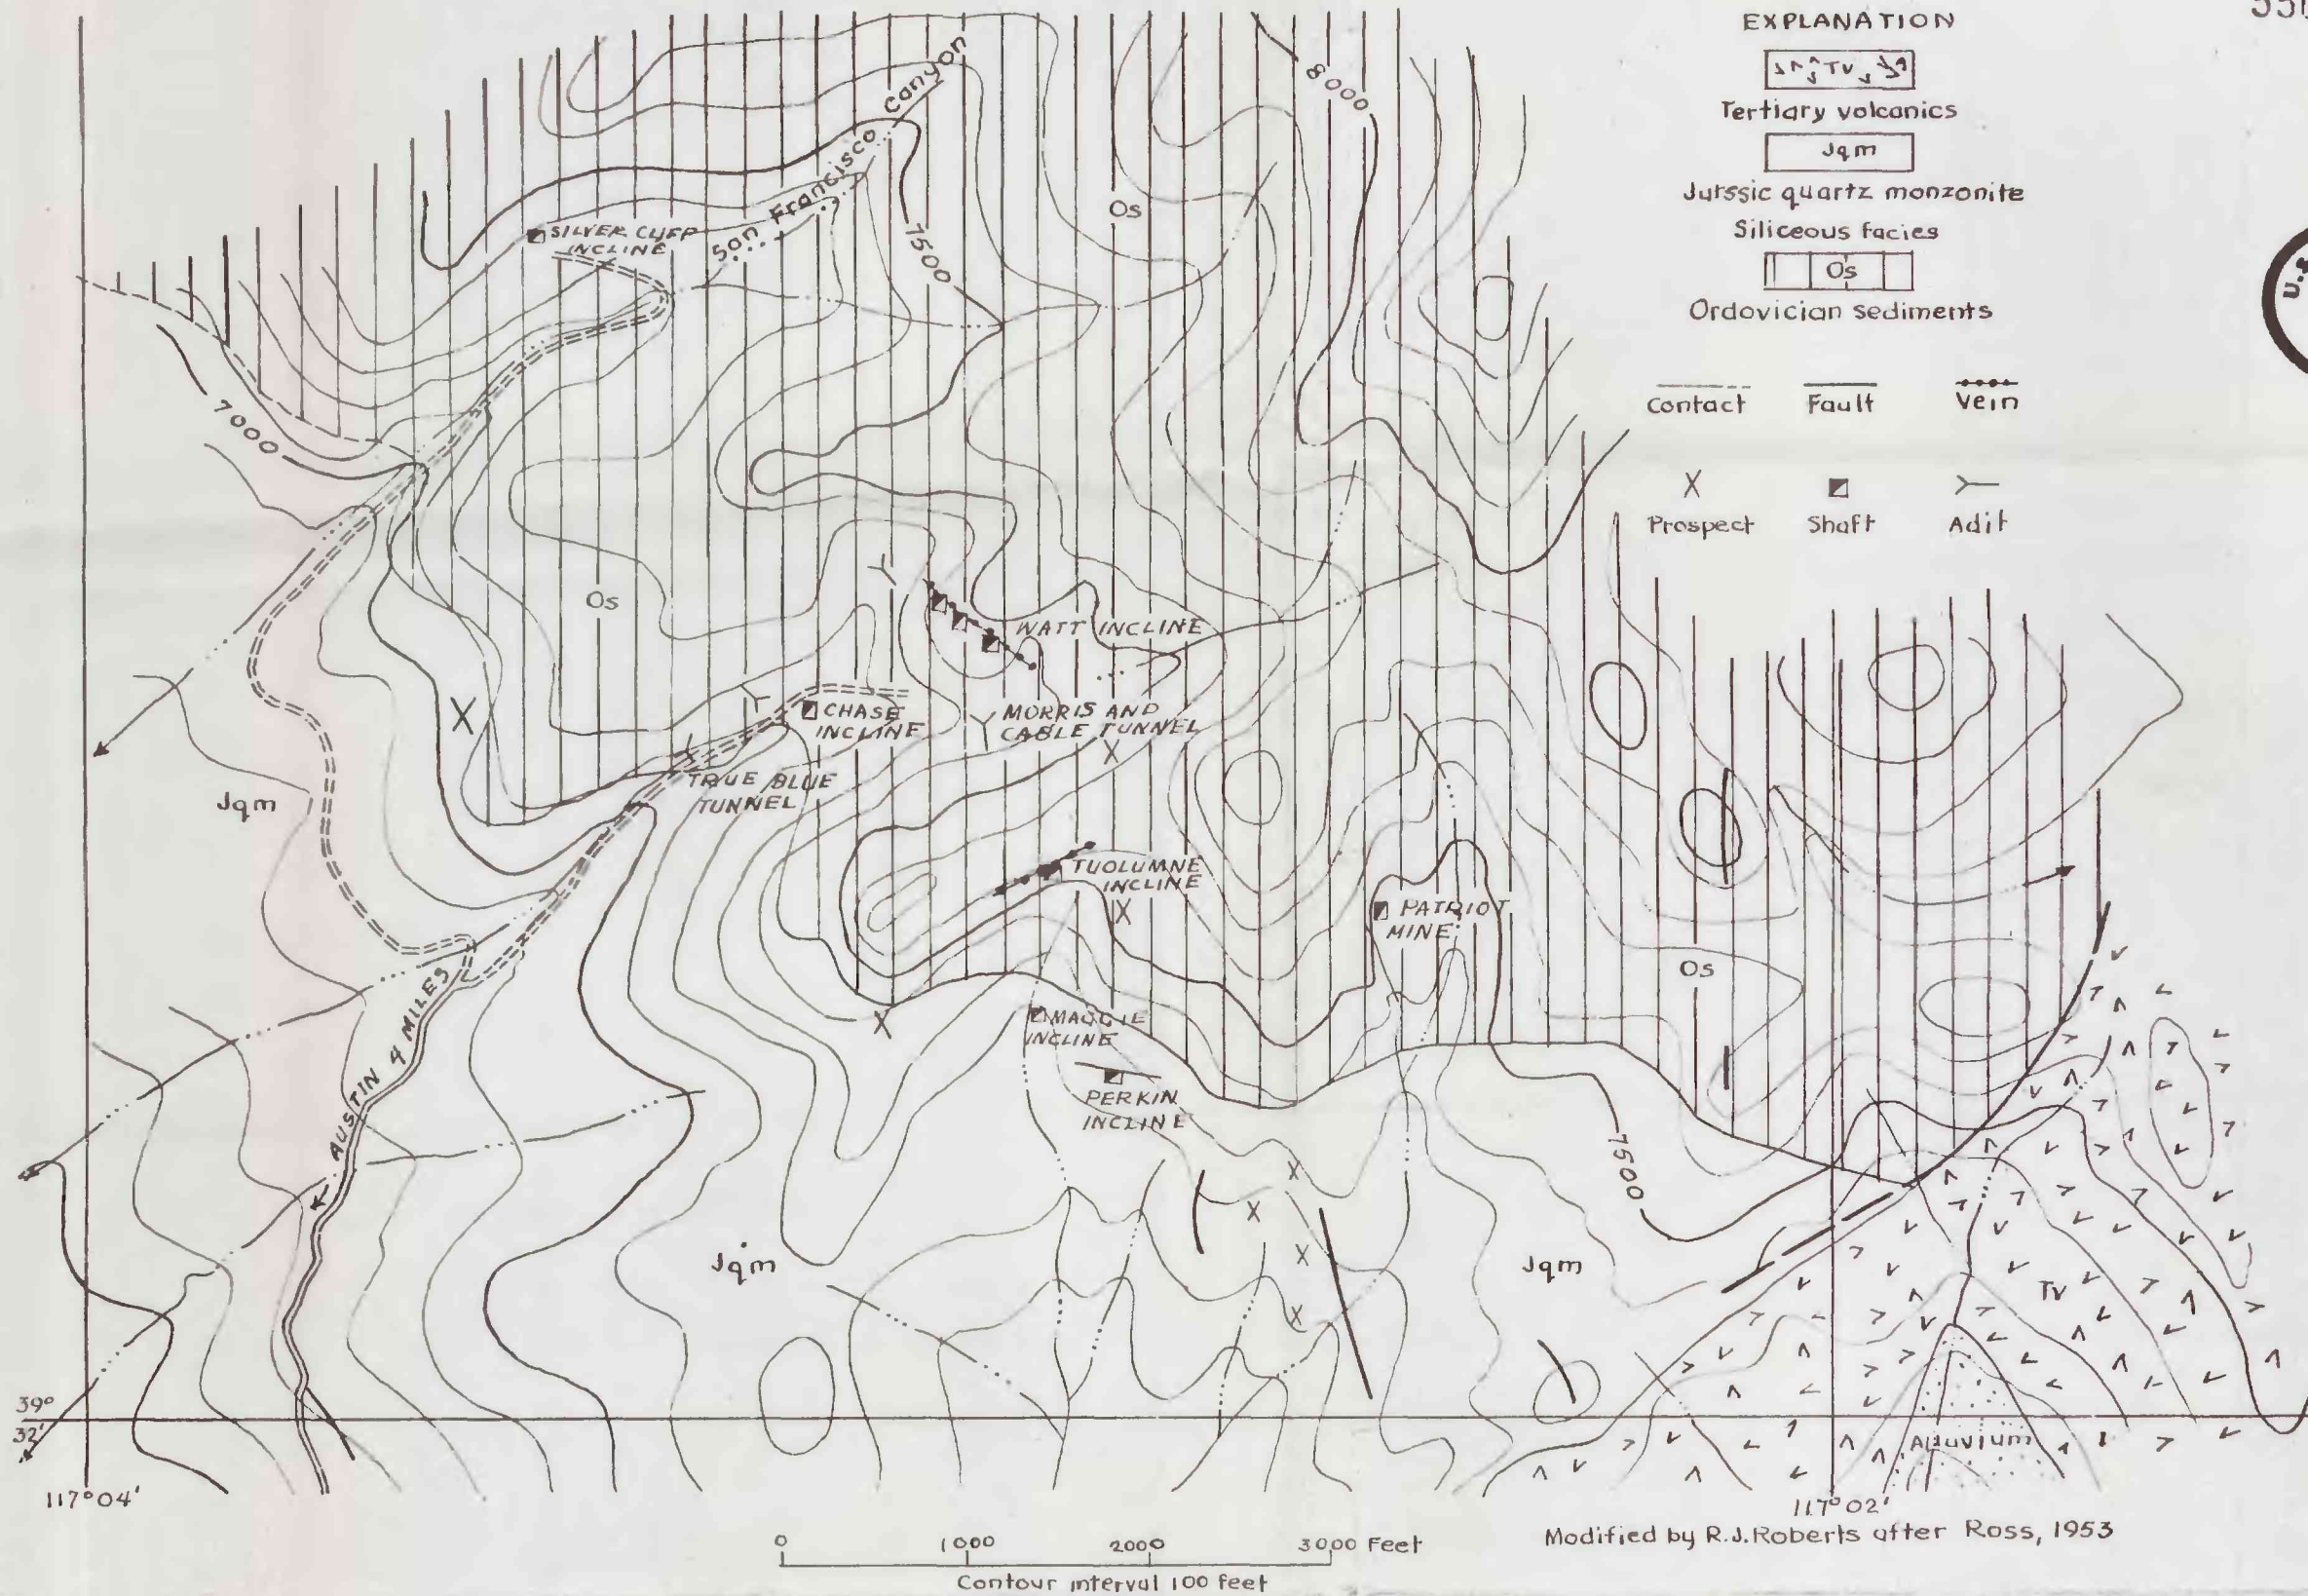 EXPLANATION
Tv
Tertiary volcanics
Jqm
Jurssic quartz monzonite
Siliceous facies
Os
Ordovician sediments
Contact
Fault
Vein
X
Prospect
Shaft
Adit
8000
San Francisco Canyon
Os
SILVER CLIFF
INCLINE
7500
7000
Os
WATT INCLINE
X
CHASE
INCLINE
MORRIS AND
CABLE TUNNEL
X
TRUE BLUE
TUNNEL
Jqm
TUOLUMNE
INCLINE
X
PATRIOT
MINE
Os
X
MAGGIE
INCLINE
PERKIN
INCLINE
AUSTIN 4 MILES
7500
X
X
X
X
Jqm
Jqm
Tv
39°
32'
Alluvium
117°04'
117°02'
Modified by R.J.Roberts after Ross, 1953
0 1000 2000 3000 Feet
Contour interval 100 feet